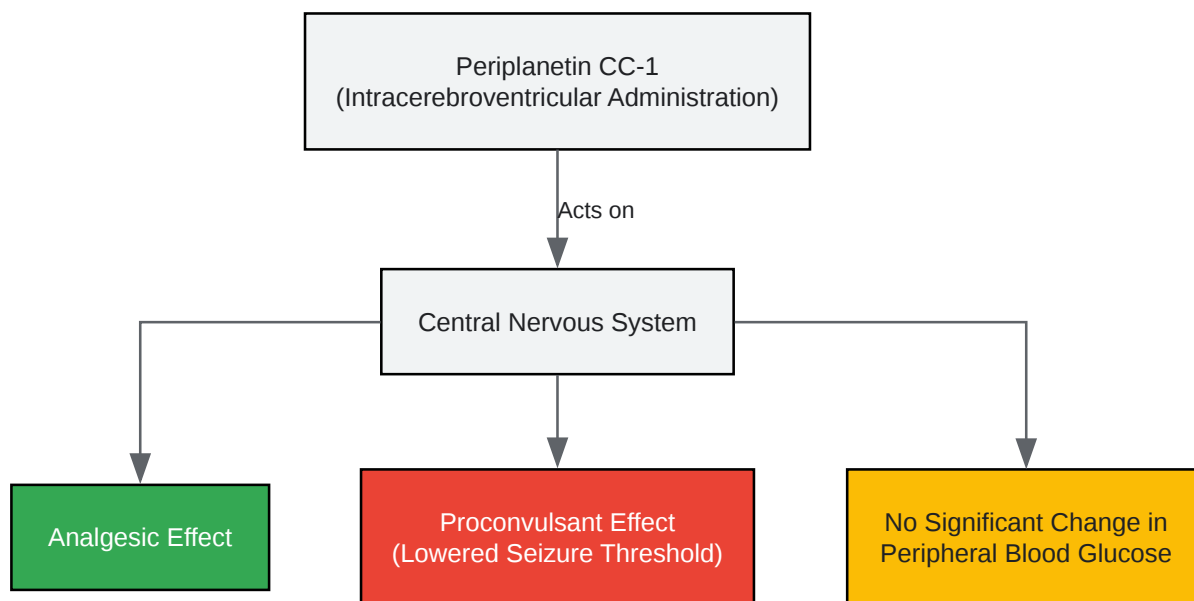 Periplanetin CC-1
(Intracerebroventricular Administration)
Acts on
Central Nervous System
Analgesic Effect
Proconvulsant Effect
(Lowered Seizure Threshold)
No Significant Change in
Peripheral Blood Glucose